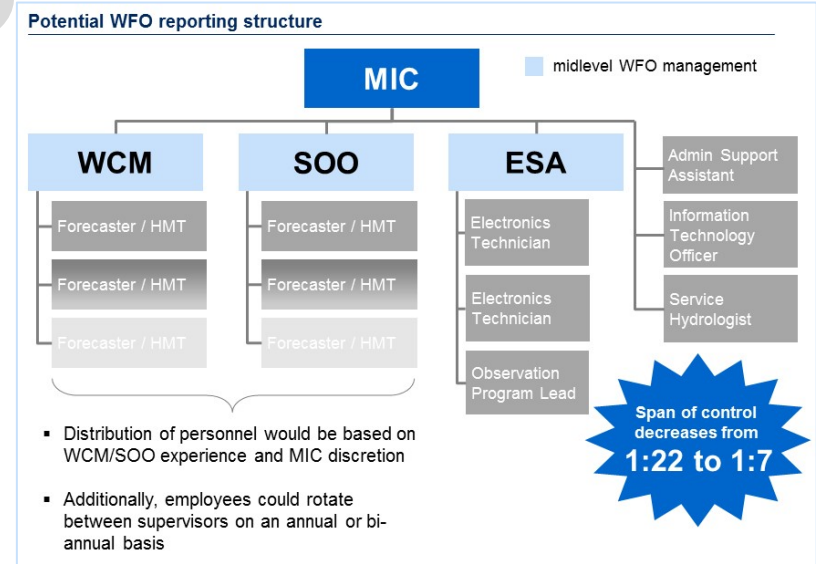 Potential WFO reporting structure
MIC
midlevel WFO management
WCM
SOO
ESA
Admin Support
Assistant
Forecaster / HMT
Forecaster / HMT
Electronics
Technician
Information
Technology
Officer
Forecaster / HMT
Forecaster / HMT
Electronics
Technician
Service
Hydrologist
Forecaster / HMT
Forecaster / HMT
Observation
Program Lead
Span of control
decreases from
1:22 to 1:7
▪ Distribution of personnel would be based on
WCM/SOO experience and MIC discretion
▪ Additionally, employees could rotate
between supervisors on an annual or bi-
annual basis